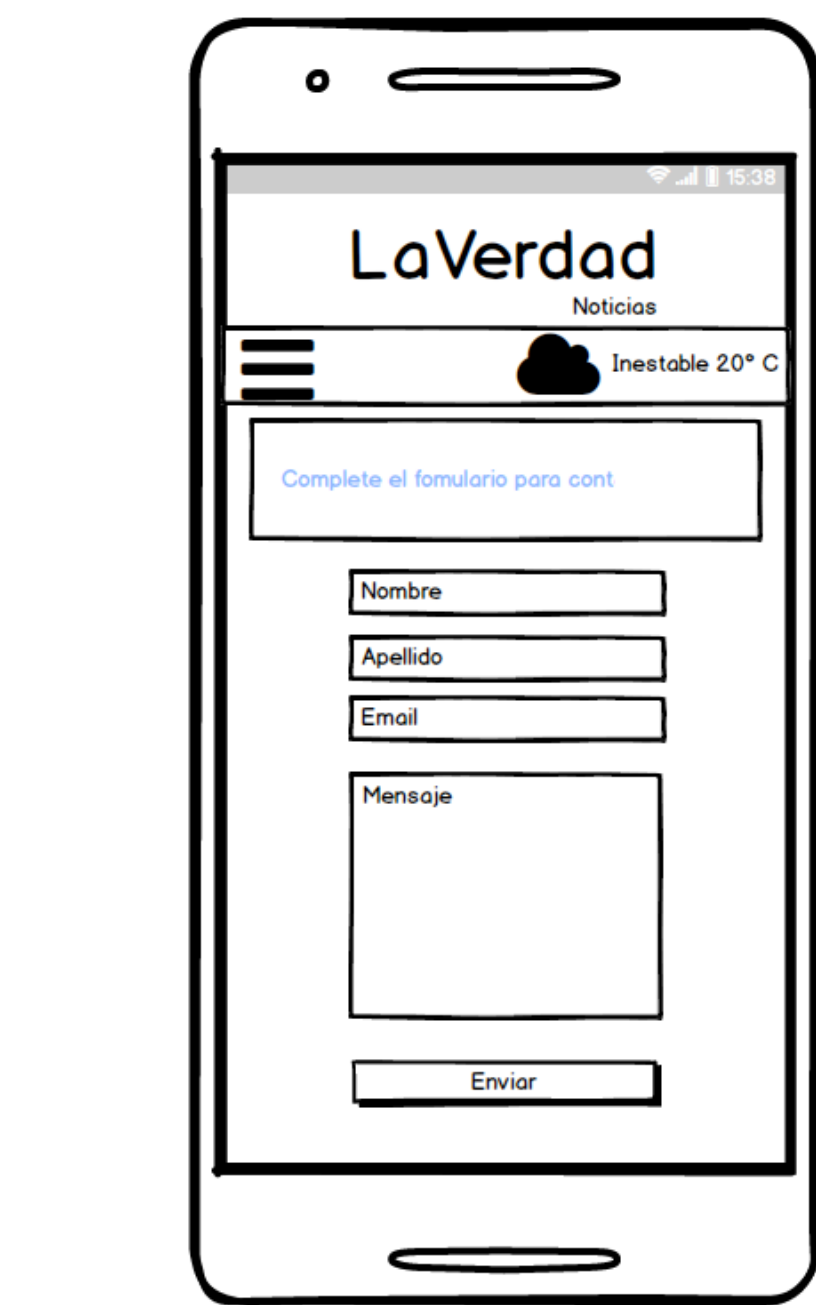 15:38
LaVerdad
Noticias
Inestable 20° C
Complete el fomulario para cont
Nombre
Apellido
Email
Mensaje
Enviar